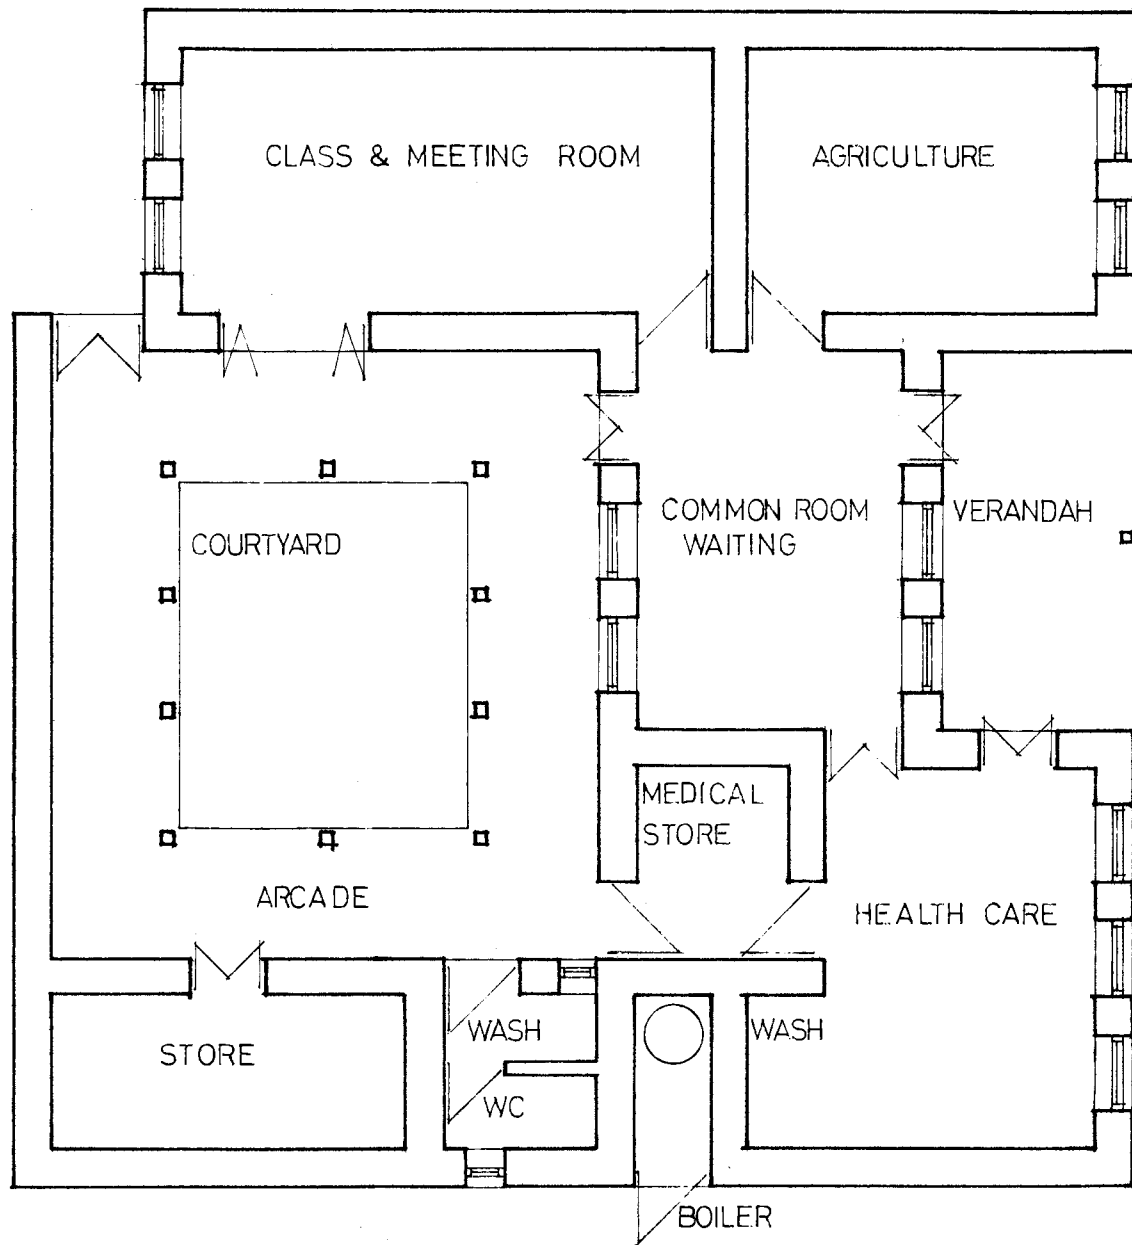 CLASS & MEETING ROOM
AGRICULTURE
COMMON ROOM
WAITING
VERANDAH
COURTYARD
MEDICAL
STORE
ARCADE
HEALTH CARE
WASH
WASH
STORE
WC
BOILER